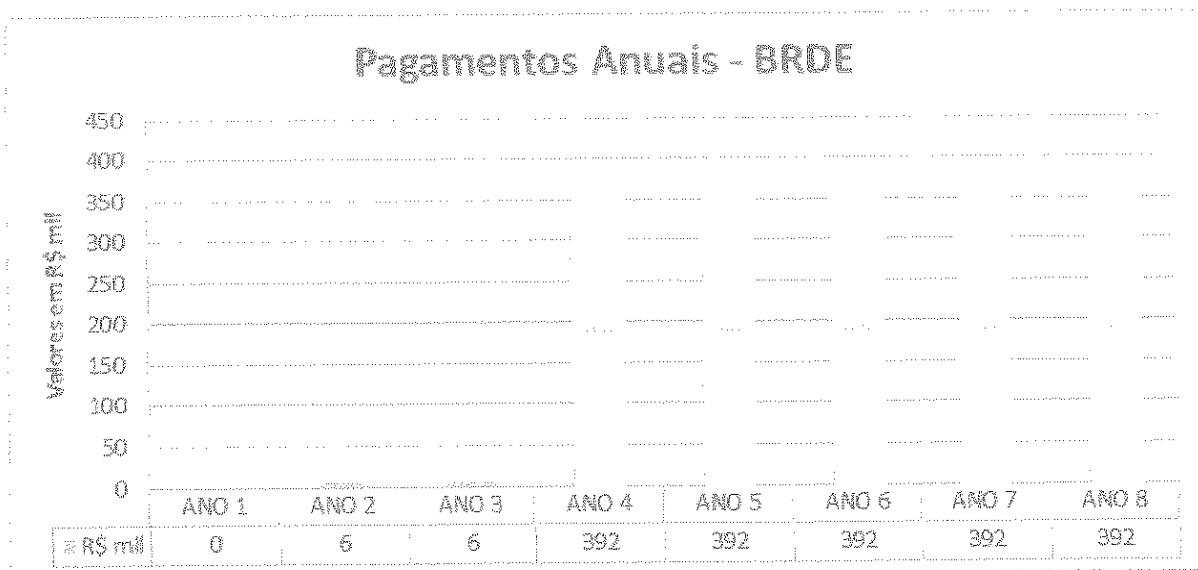 Pagamentos Anuais - BRDE
Valores em R$ mil
450
400
350
300
250
200
150
100
50
0
ANO 1 ANO 2 ANO 3 ANO 4 ANO 5 ANO 6 ANO 7 ANO 8
R$ mil 0 6 6 392 392 392 392 392